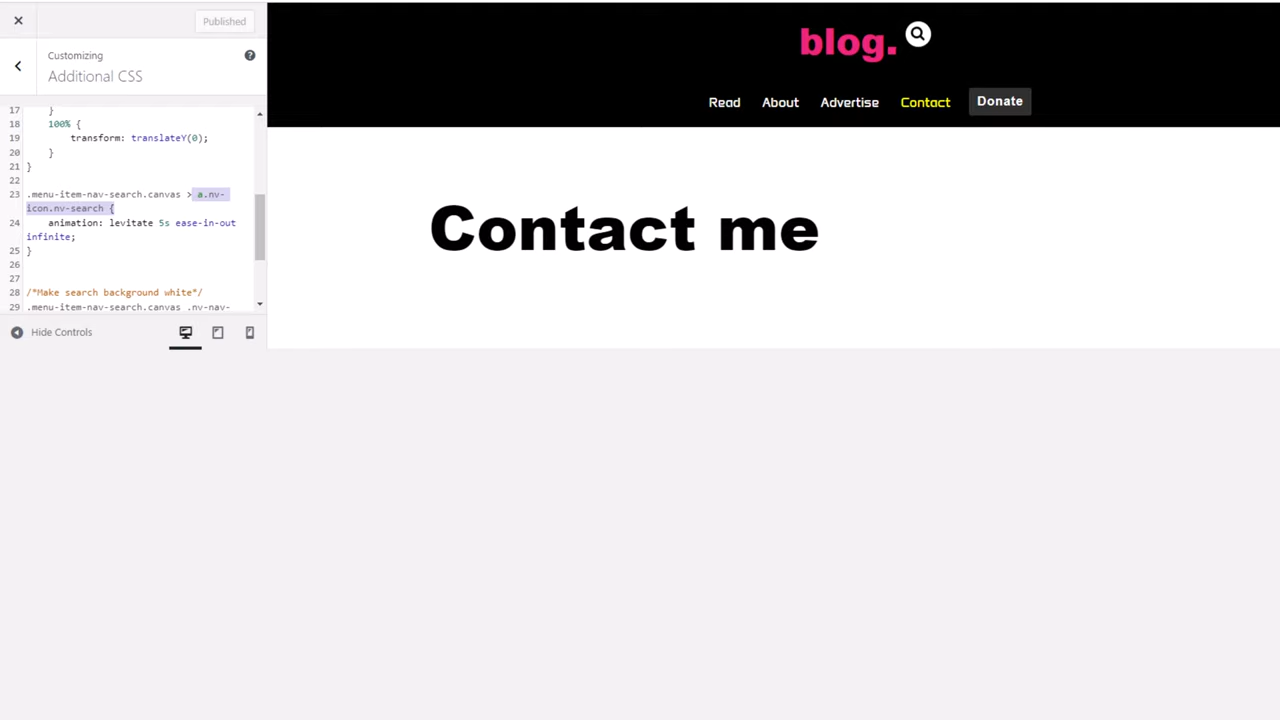 Published
Customizing
Additional CSS
17 }
18 100% {
19 transform: translateY(0);
20 }
21 }
22
23 .menu-item-nav-search.canvas > a.nv-
icon.nv-search {
24 animation: levitate 5s ease-in-out
infinite;
25 }
26
27
28 /*Make search background white*/
29 .menu-item-nav-search.canvas .nv-nav-
Hide Controls
blog.
Read About Advertise Contact Donate
Contact me